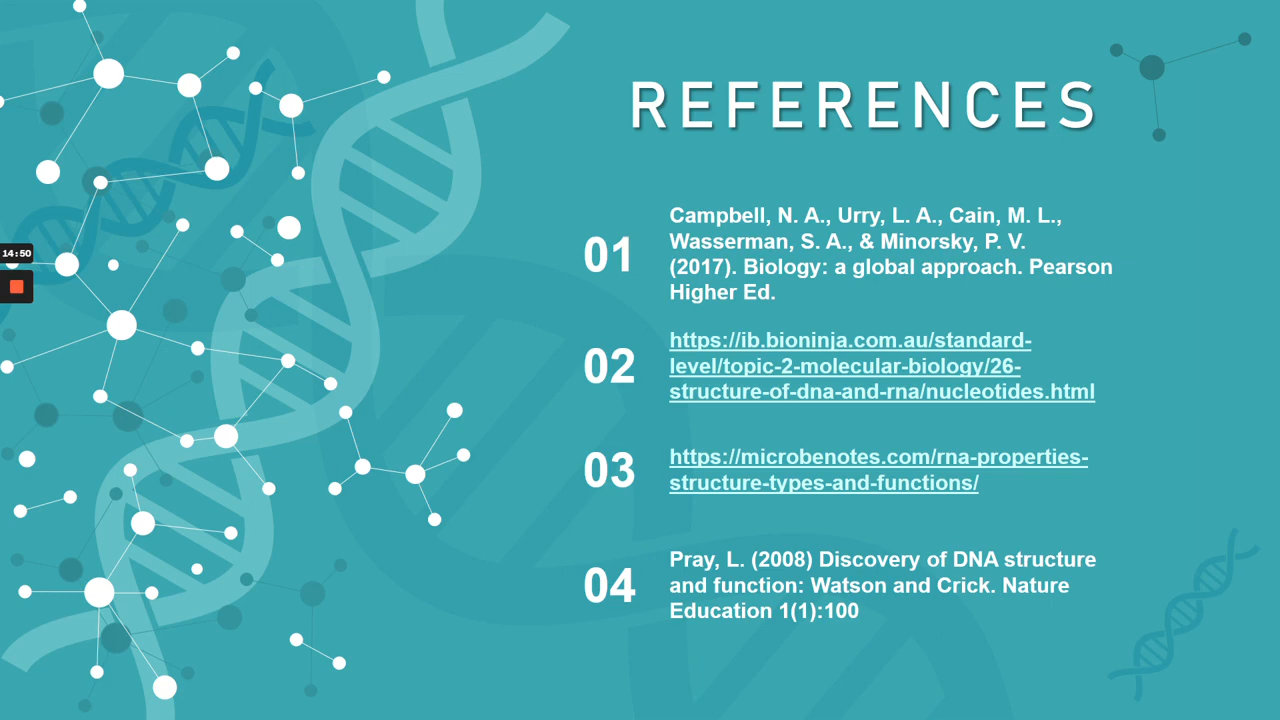 REFERENCES
14:50
01
Campbell, N. A., Urry, L. A., Cain, M. L.,
Wasserman, S. A., & Minorsky, P. V.
(2017). Biology: a global approach. Pearson
Higher Ed.
02
https://ib.bioninja.com.au/standard-
level/topic-2-molecular-biology/26-
structure-of-dna-and-rna/nucleotides.html
03
https://microbenotes.com/rna-properties-
structure-types-and-functions/
04
Pray, L. (2008) Discovery of DNA structure
and function: Watson and Crick. Nature
Education 1(1):100